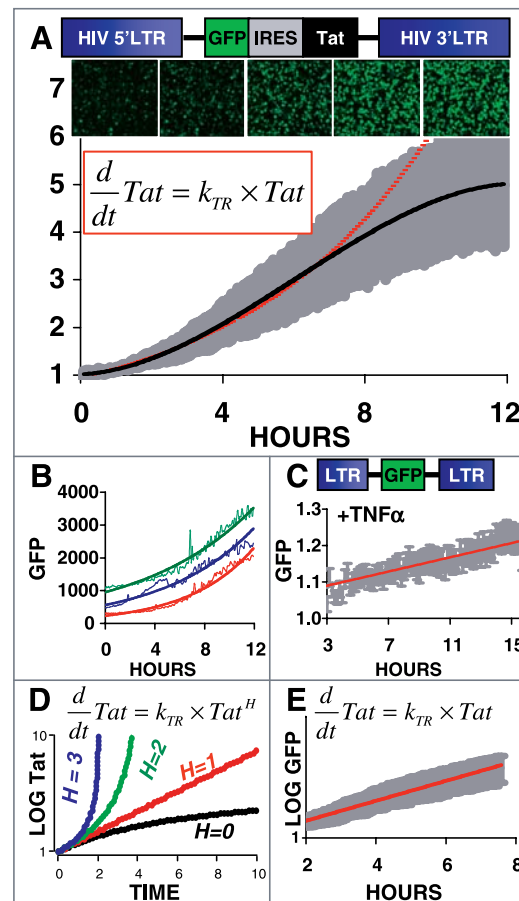 A
HIV 5'LTR
GFP
IRES
Tat
HIV 3'LTR
7
6
5
4
3
2
1
d/dt Tat = k_TR × Tat
0
4
8
12
HOURS
B
GFP
4000
3000
2000
1000
0
0
4
8
12
HOURS
C
LTR
GFP
LTR
+TNFα
GFP
1.3
1.2
1.1
1.0
3
7
11
15
HOURS
D
d/dt Tat = k_TR × Tat^H
LOG Tat
10
1
H = 3
H=2
H=1
H=0
0
2
4
6
8
10
TIME
E
d/dt Tat = k_TR × Tat
LOG GFP
1
2
4
6
8
HOURS